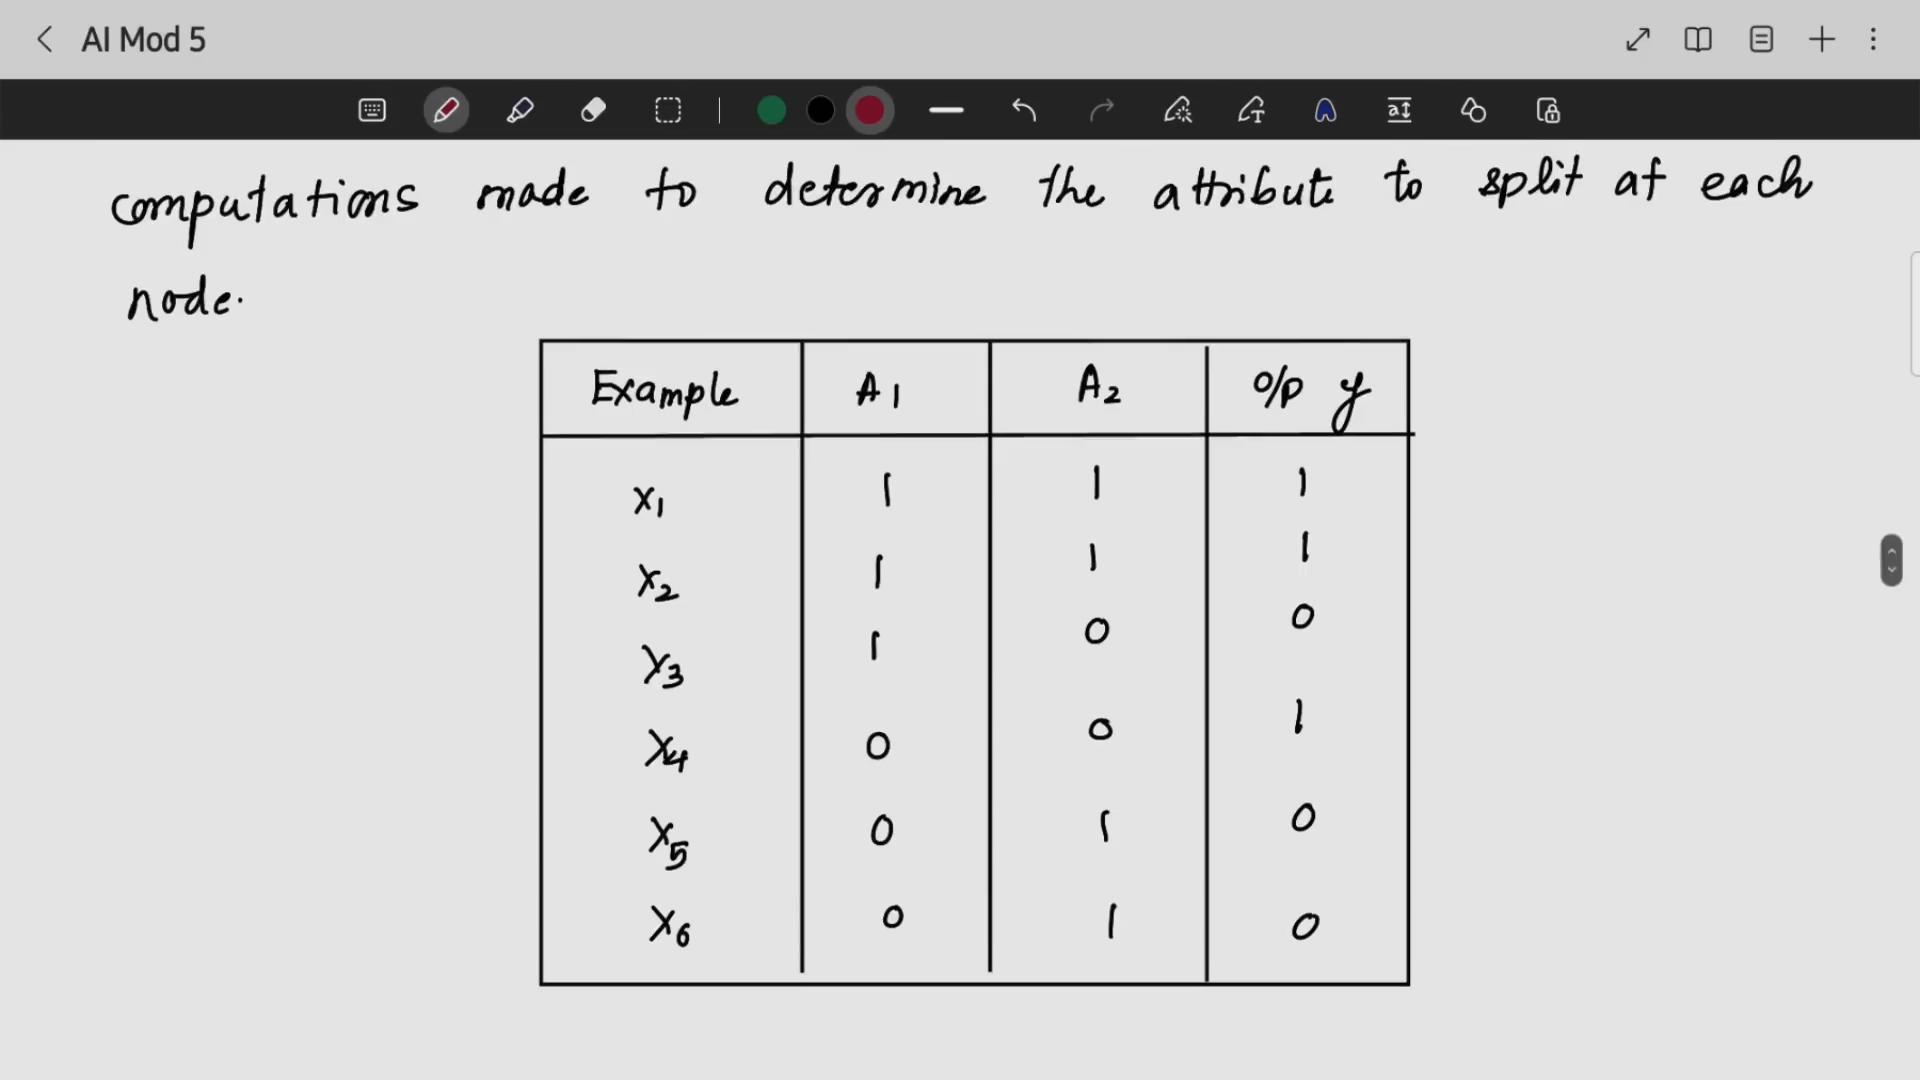 AI Mod 5
computations made to determine the attribute to split at each
node.
Example A1 A2 O/P y
x1 1 1 1
x2 1 1 1
x3 1 0 0
x4 0 0 1
x5 0 1 0
x6 0 1 0